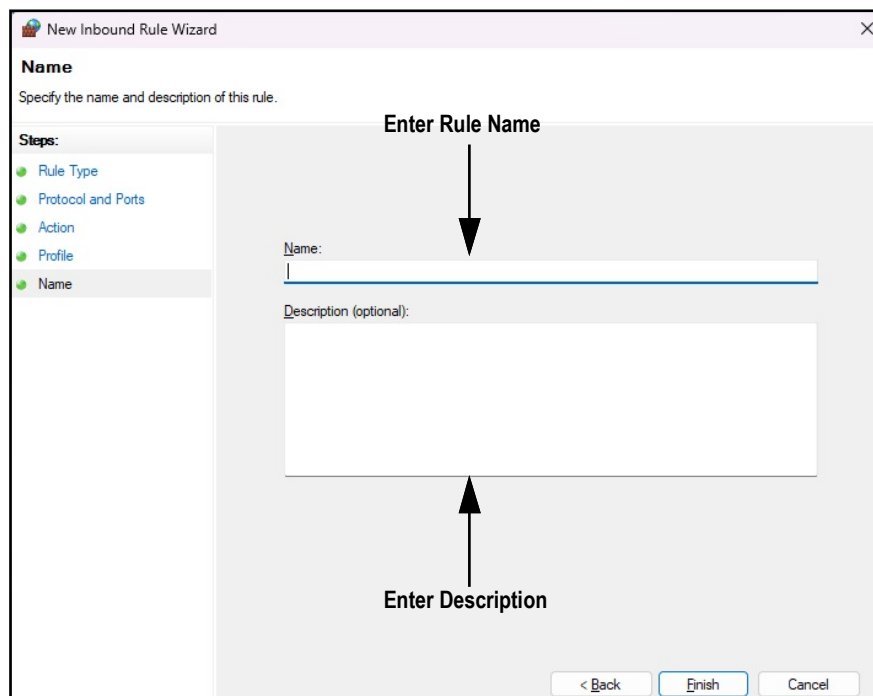 New Inbound Rule Wizard
Name
Specify the name and description of this rule.
Steps:
Rule Type
Protocol and Ports
Action
Profile
Name
Enter Rule Name
Name:
Description (optional):
Enter Description
< Back
Finish
Cancel